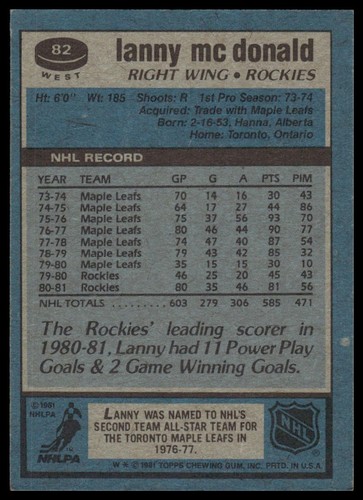 82
WEST
lanny mc donald
RIGHT WING • ROCKIES
Ht: 6'0" Wt: 185 Shoots: R 1st Pro Season: 73-74
Acquired: Trade with Maple Leafs
Born: 2-16-53, Hanna, Alberta
Home: Toronto, Ontario
NHL RECORD
YEAR TEAM GP G A PTS PIM
73-74 Maple Leafs 70 14 16 30 43
74-75 Maple Leafs 64 17 27 44 86
75-76 Maple Leafs 75 37 56 93 70
76-77 Maple Leafs 80 46 44 90 77
77-78 Maple Leafs 74 47 40 87 54
78-79 Maple Leafs 79 43 42 85 32
79-80 Maple Leafs 35 15 15 30 10
79-80 Rockies 46 25 20 45 43
80-81 Rockies 80 35 46 81 56
NHL TOTALS ........ 603 279 306 585 471
The Rockies' leading scorer in
1980-81, Lanny had 11 Power Play
Goals & 2 Game Winning Goals.
© 1981
NHLPA
NHLPA
LANNY WAS NAMED TO NHL'S
SECOND TEAM ALL-STAR TEAM FOR
THE TORONTO MAPLE LEAFS IN
1976-77.
NHL
W * © 1981 TOPPS CHEWING GUM, INC. PRTD. IN U.S.A.